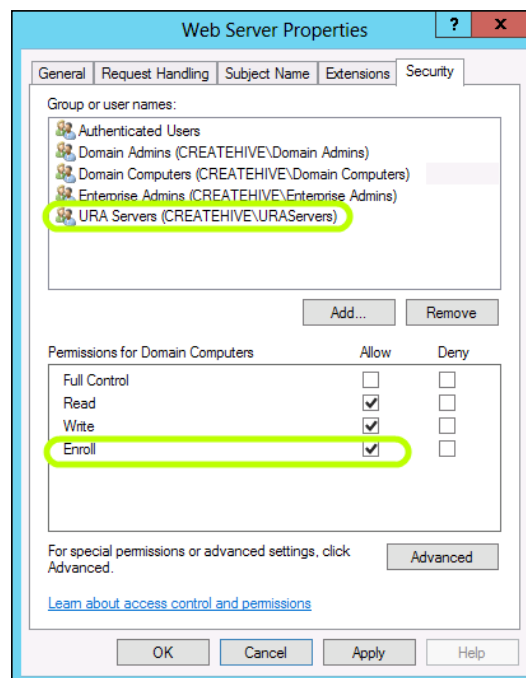 Web Server Properties
?
x
General
Request Handling
Subject Name
Extensions
Security
Group or user names:
Authenticated Users
Domain Admins (CREATEHIVE\Domain Admins)
Domain Computers (CREATEHIVE\Domain Computers)
Enterprise Admins (CREATEHIVE\Enterprise Admins)
URA Servers (CREATEHIVE\URAServers)
Add...
Remove
Permissions for Domain Computers Allow Deny
Full Control
Read
Write
Enroll
For special permissions or advanced settings, click
Advanced.
Advanced
Learn about access control and permissions
OK
Cancel
Apply
Help